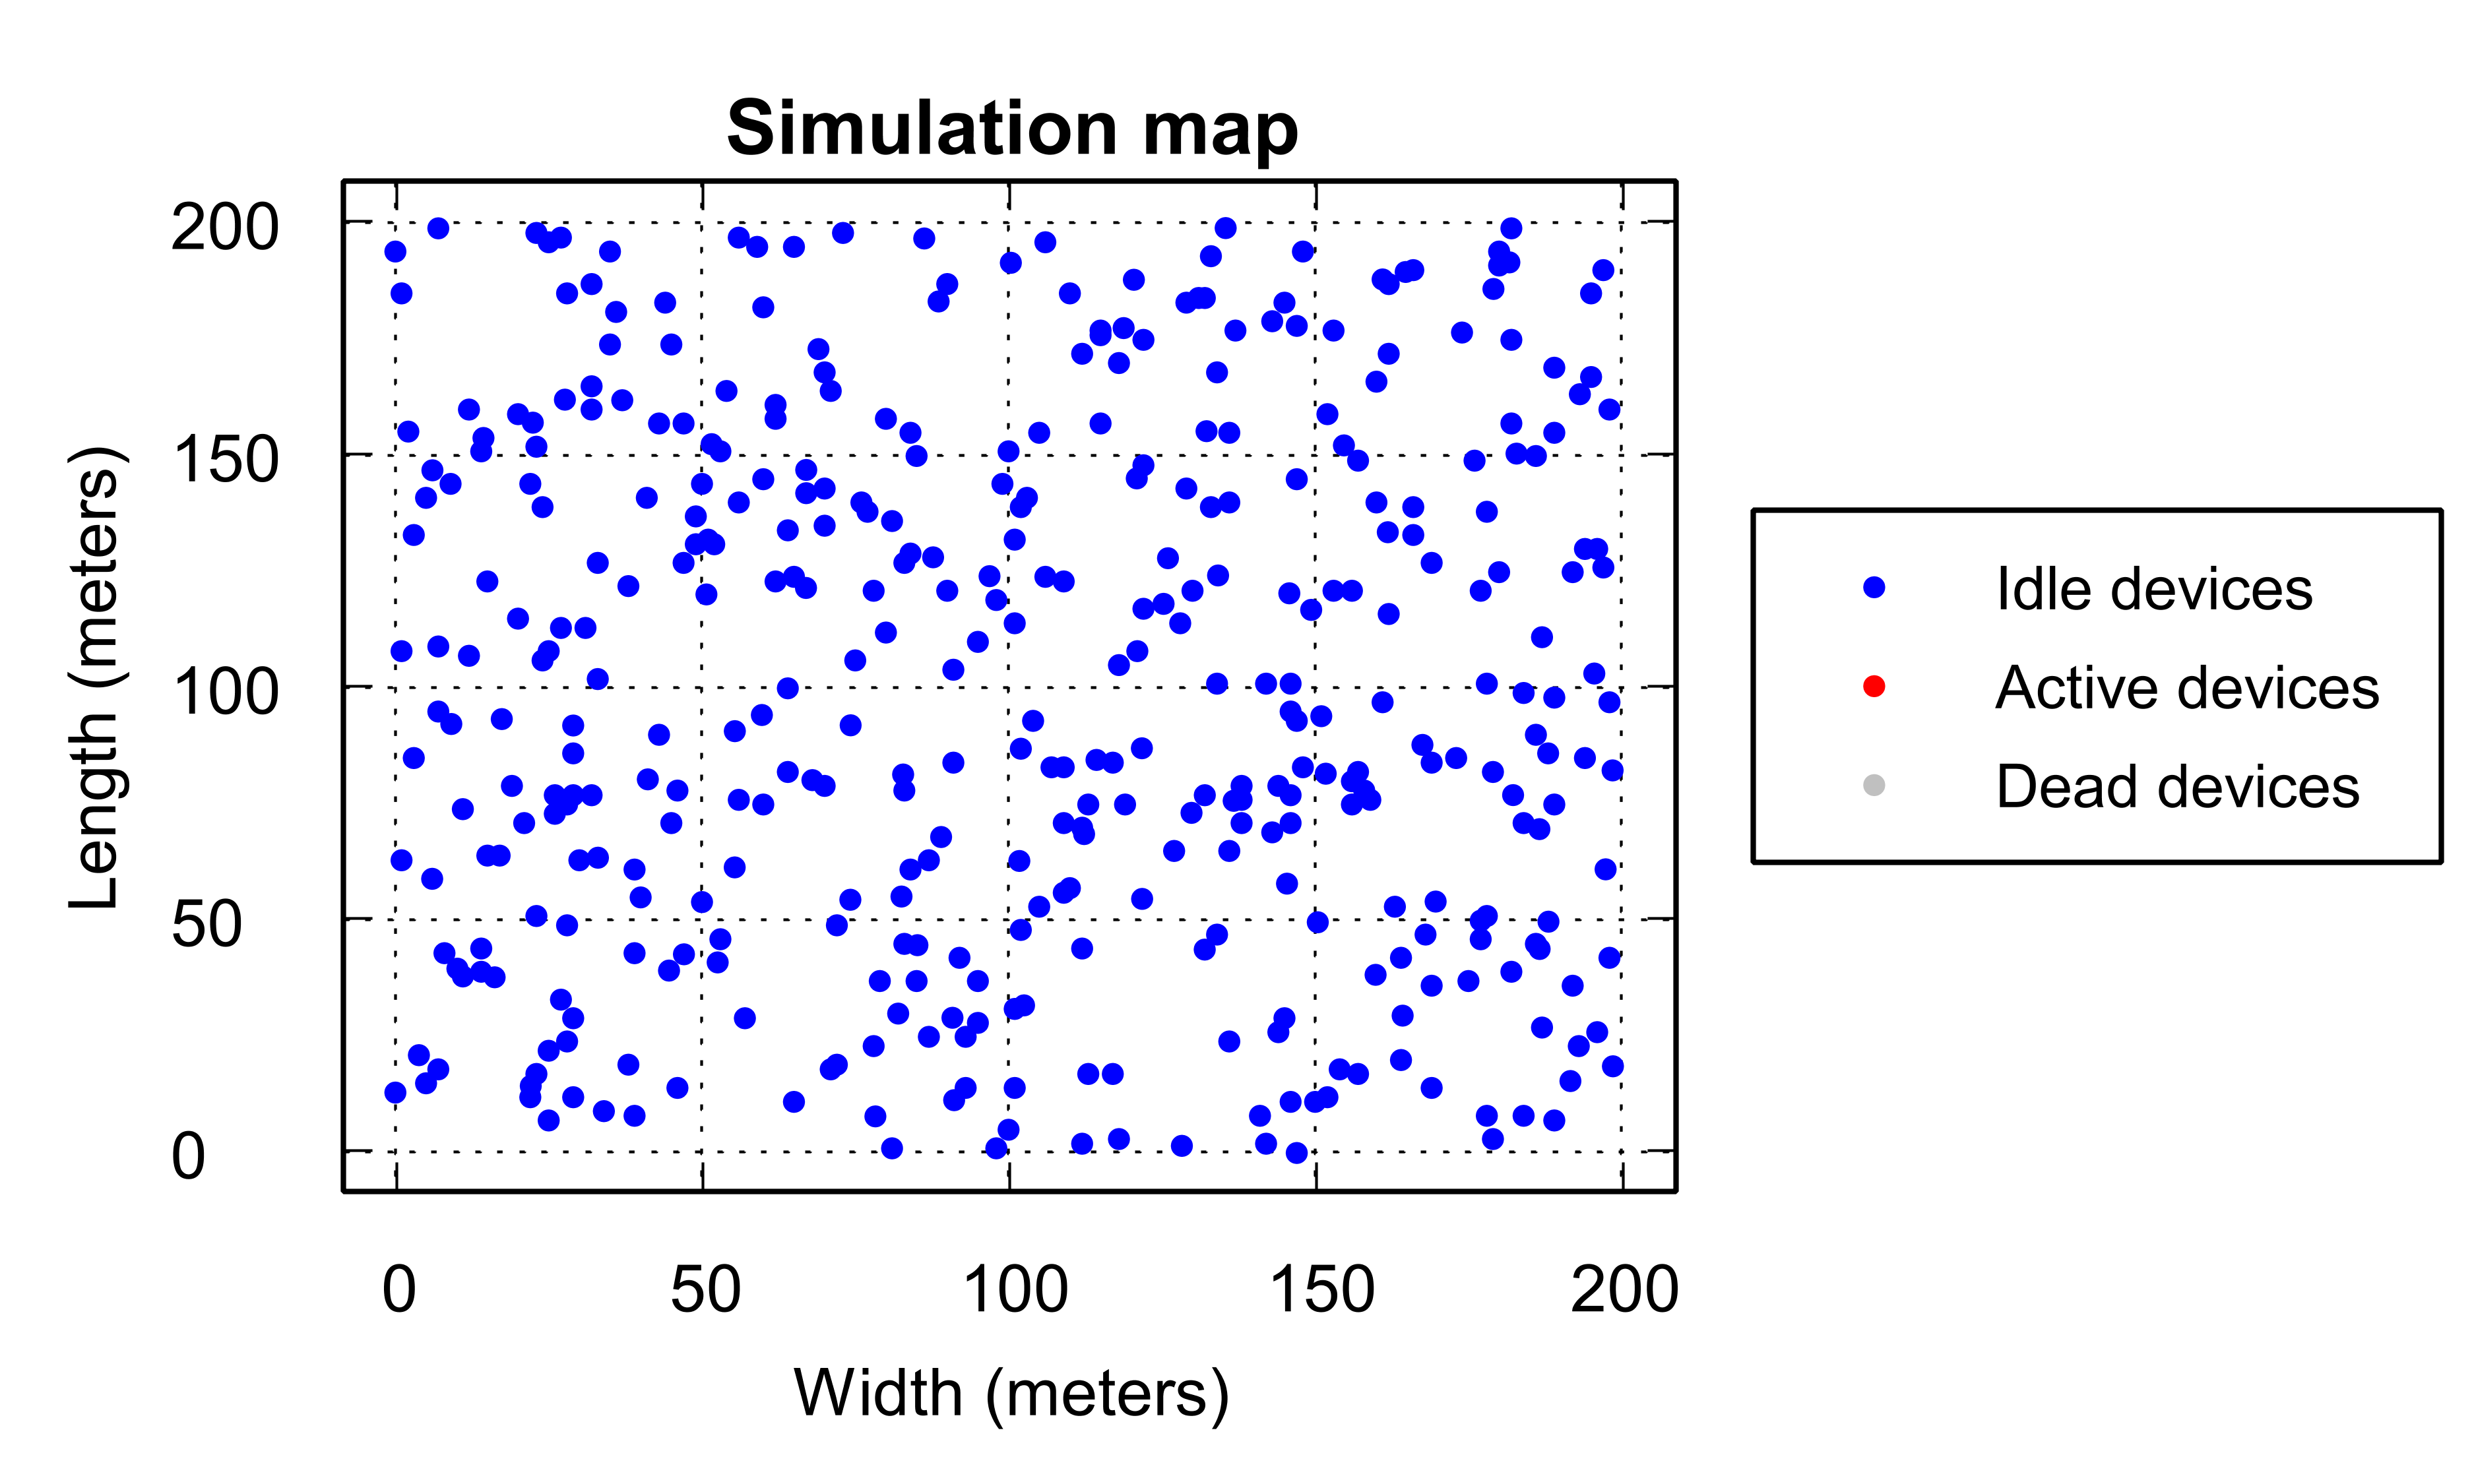 Simulation map
200
150
100
50
0
Length (meters)
0 50 100 150 200
Width (meters)
Idle devices
Active devices
Dead devices